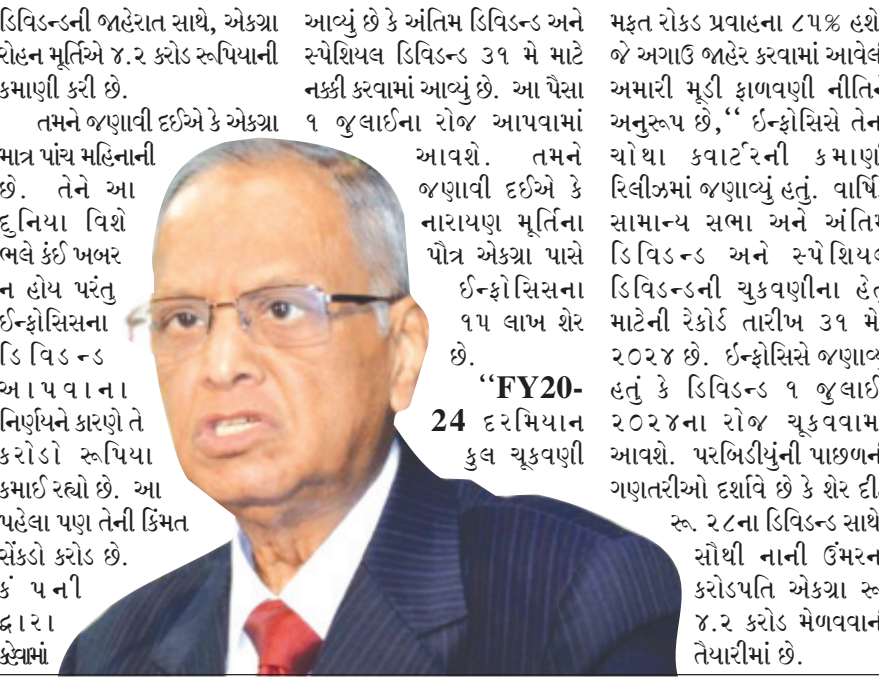 ડિવિડન્ડની જાહેરાત સાથે, એકગ્રા
રોહન મૂર્તિએ ૪.ર કરોડ રૂપિયાની
કમાણી કરી છે.
તમને જણાવી દઈએ કે એકગ્રા
માત્ર પાંચ મહિનાની
છે. તેને આ
દુનિયા વિશે
ભલે કંઈ ખબર
ન હોય પરંતુ
ઈન્ફોસિસના
ડિવિડન્ડ
આપવાના
નિર્ણયને કારણે તે
કરોડો રૂપિયા
કમાઈ રહ્યો છે. આ
પહેલા પણ તેની કિંમત
સેંકડો કરોડ છે.
કંપની
દ્વારા
કહેવામાં
આવ્યું છે કે અંતિમ ડિવિડન્ડ અને
સ્પેશિયલ ડિવિડન્ડ ૩૧ મે માટે
નક્કી કરવામાં આવ્યું છે. આ પૈસા
૧ જુલાઈના રોજ આપવામાં
આવશે. તમને
જણાવી દઈએ કે
નારાયણ મૂર્તિના
પૌત્ર એકગ્રા પાસે
ઈન્ફોસિસના
૧૫ લાખ શેર
છે.
‘‘FY20-
24 દરમિયાન
કુલ ચૂકવણી
મફત રોકડ પ્રવાહના ૮૫% હશે
જે અગાઉ જાહેર કરવામાં આવેલી
અમારી મૂડી ફાળવણી નીતિને
અનુરૂપ છે,‘‘ ઇન્ફોસિસે તેના
ચોથા ક્વાર્ટરની કમાણી
રિલીઝમાં જણાવ્યું હતું. વાર્ષિ
સામાન્ય સભા અને અંતિમ
ડિવિડન્ડ અને સ્પેશિયલ
ડિવિડન્ડની ચુકવણીના હેતુ
માટેની રેકોર્ડ તારીખ ૩૧ મે
૨૦૨૪ છે. ઇન્ફોસિસે જણાવ્યું
હતું કે ડિવિડન્ડ ૧ જુલાઈ
૨૦૨૪ના રોજ ચૂકવવામાં
આવશે. પરબિડીયુંની પાછળની
ગણતરીઓ દર્શાવે છે કે શેર દી
રૂ. ૨૮ના ડિવિડન્ડ સાથે
સૌથી નાની ઉંમરના
કરોડપતિ એકગ્રા રૂ
૪.૨ કરોડ મેળવવાની
તૈયારીમાં છે.